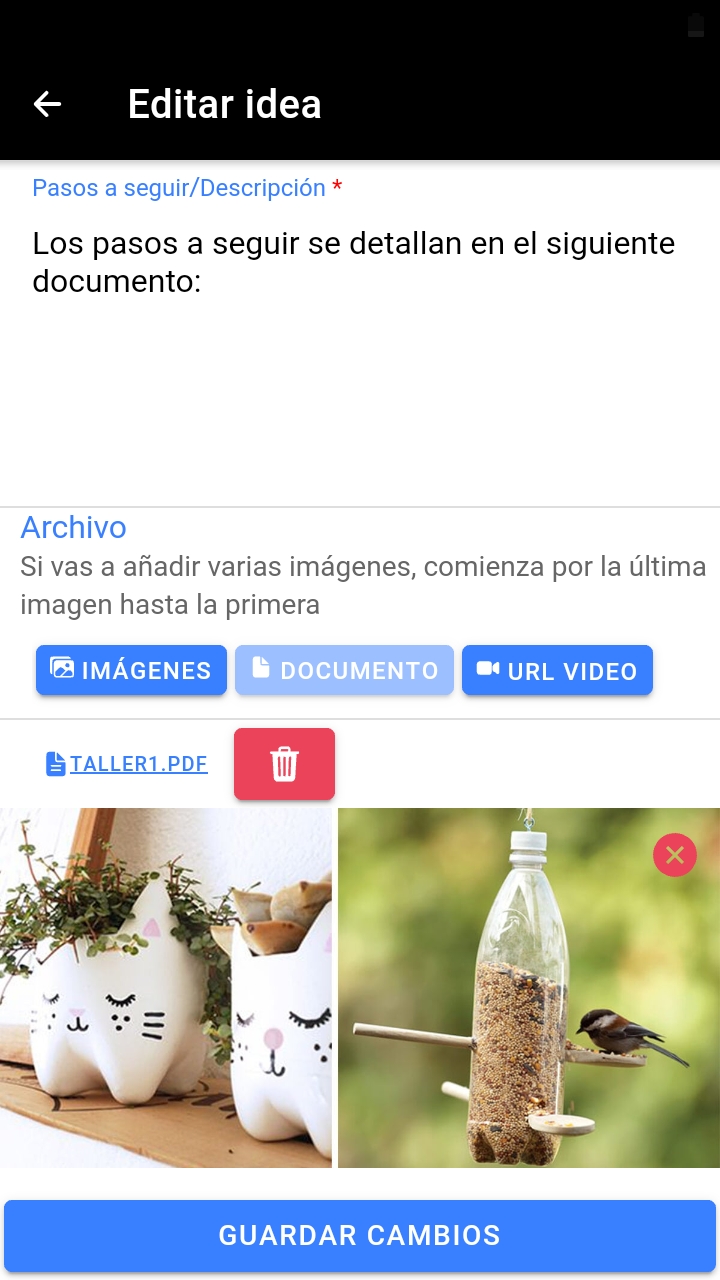 Editar idea
Pasos a seguir/Descripción *
Los pasos a seguir se detallan en el siguiente
documento:
Archivo
Si vas a añadir varias imágenes, comienza por la última
imagen hasta la primera
IMÁGENES
DOCUMENTO
URL VIDEO
TALLER1.PDF
GUARDAR CAMBIOS